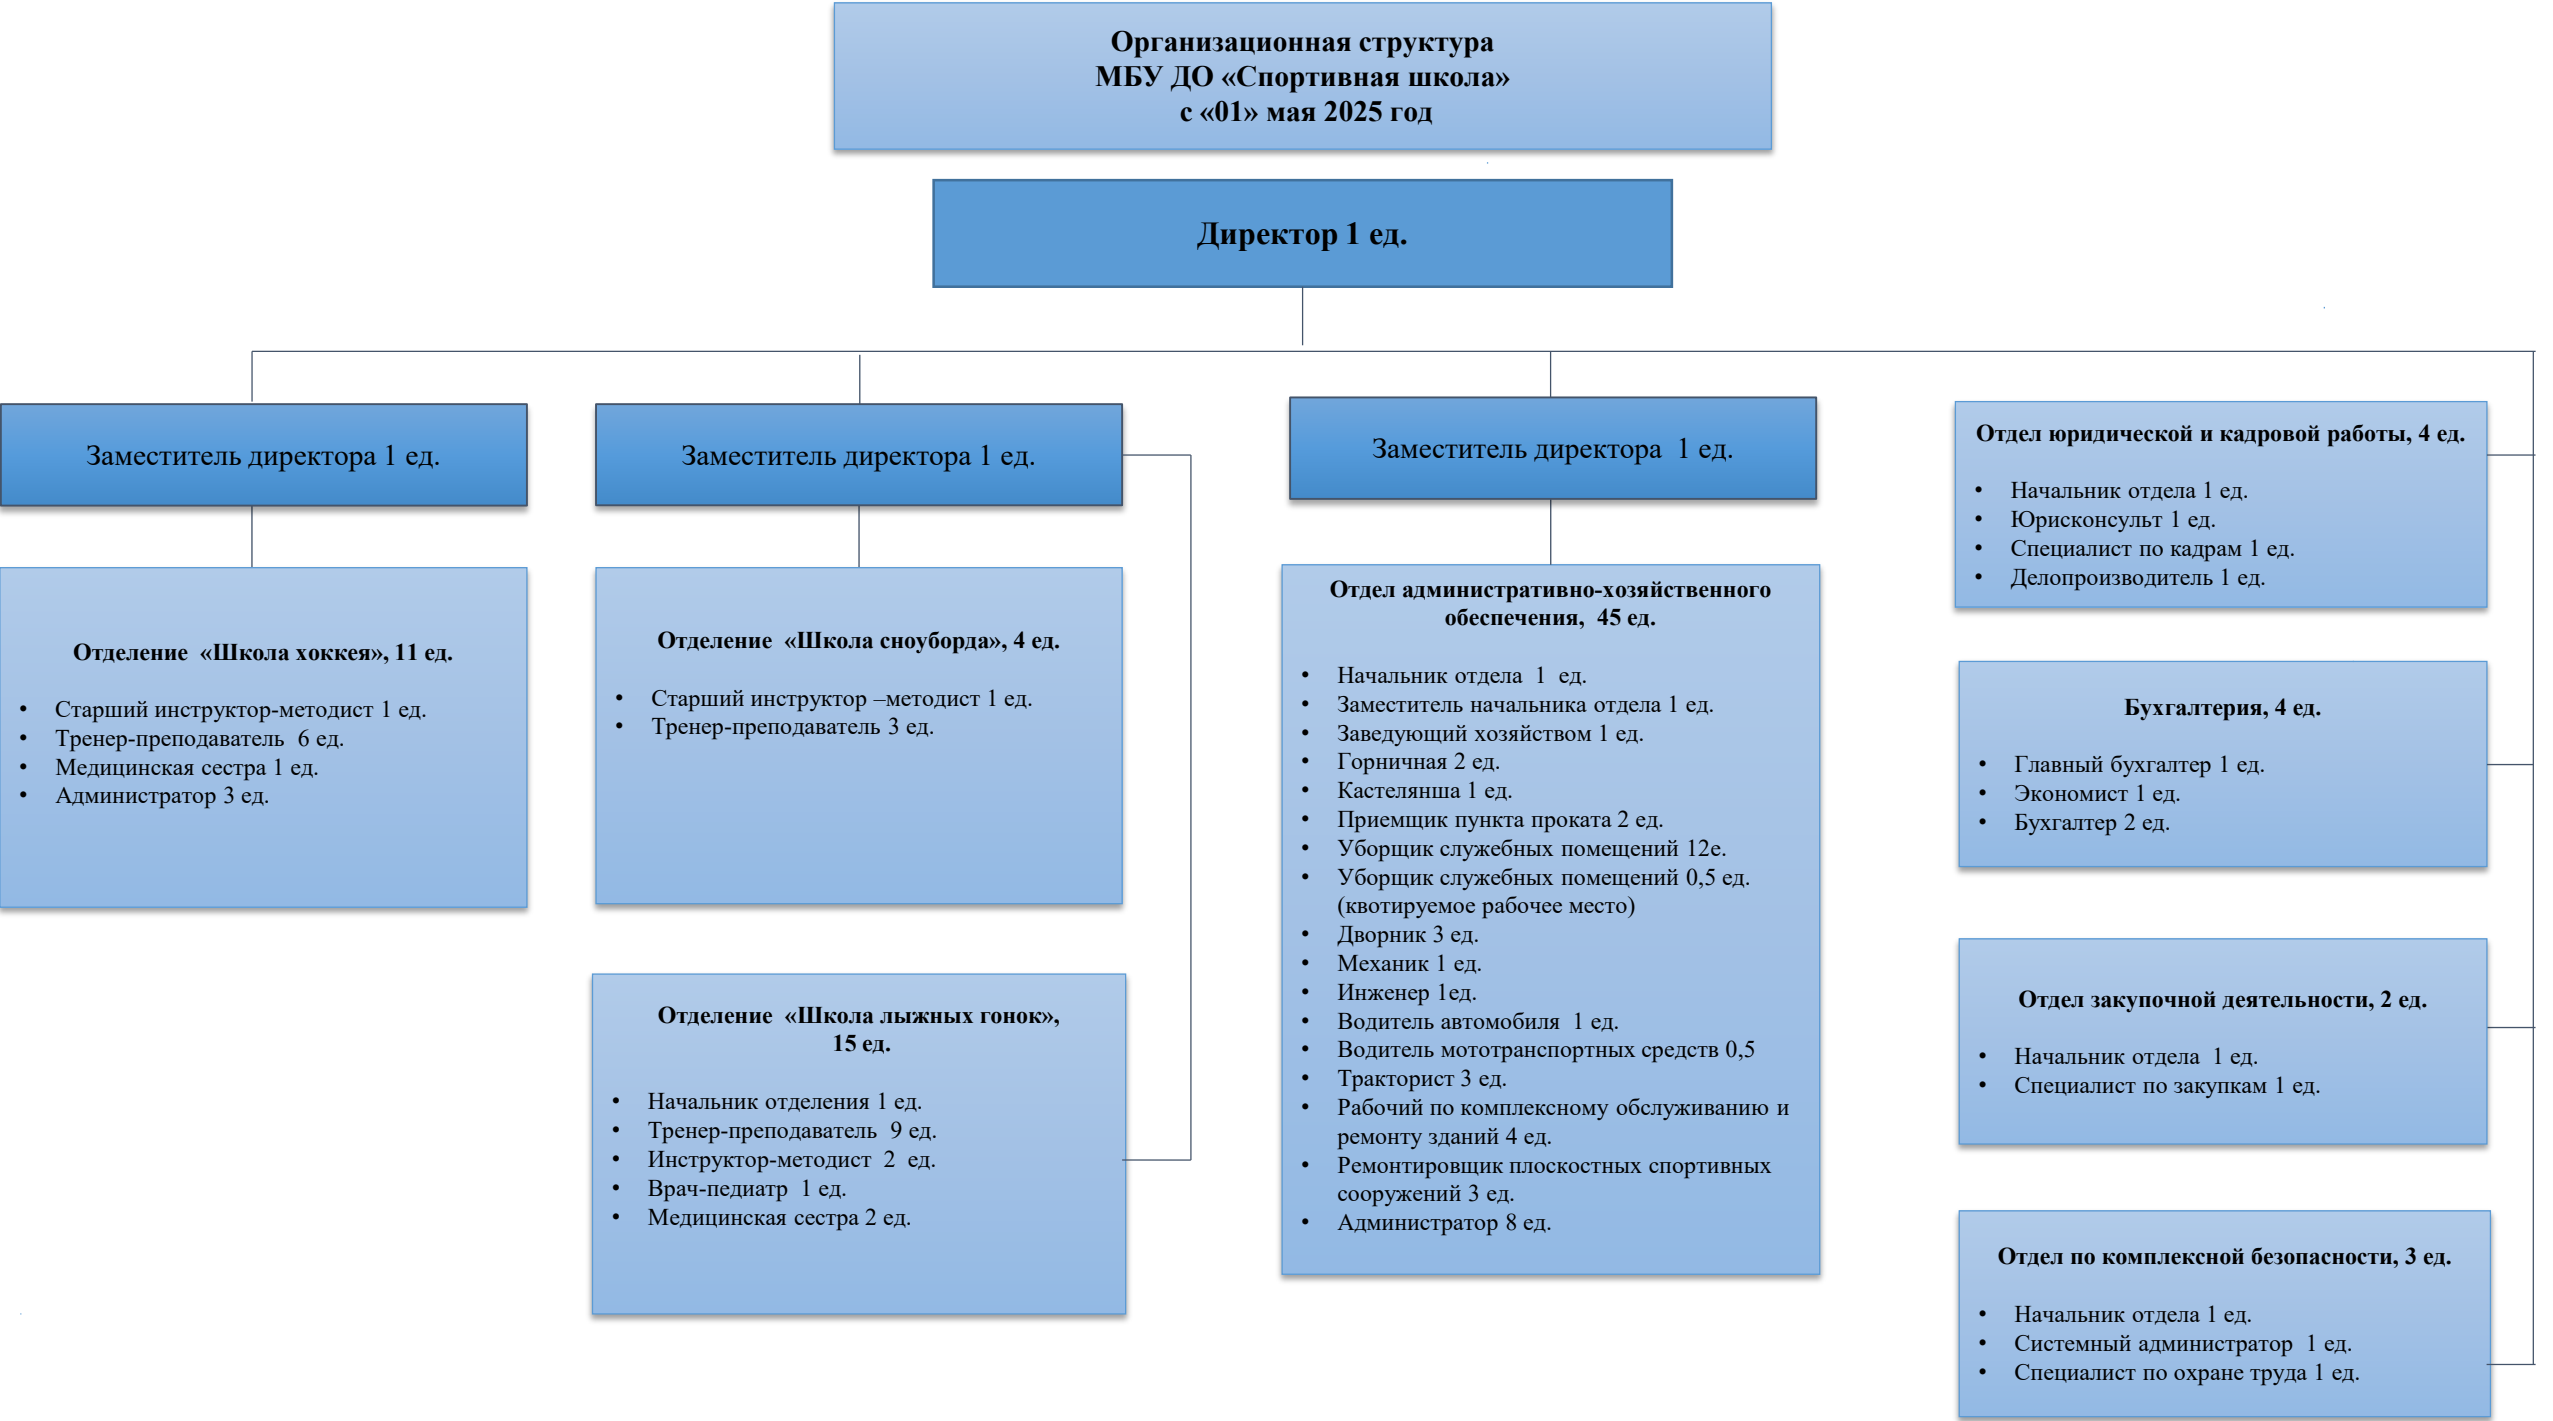 Организационная структура
МБУ ДО «Спортивная школа»
с «01» мая 2025 год
Директор 1 ед.
Заместитель директора 1 ед.
Отделение «Школа хоккея», 11 ед.
• Старший инструктор-методист 1 ед.
• Тренер-преподаватель 6 ед.
• Медицинская сестра 1 ед.
• Администратор 3 ед.
Заместитель директора 1 ед.
Отделение «Школа сноуборда», 4 ед.
• Старший инструктор –методист 1 ед.
• Тренер-преподаватель 3 ед.
Отделение «Школа лыжных гонок»,
15 ед.
• Начальник отделения 1 ед.
• Тренер-преподаватель 9 ед.
• Инструктор-методист 2 ед.
• Врач-педиатр 1 ед.
• Медицинская сестра 2 ед.
Заместитель директора 1 ед.
Отдел административно-хозяйственного
обеспечения, 45 ед.
• Начальник отдела 1 ед.
• Заместитель начальника отдела 1 ед.
• Заведующий хозяйством 1 ед.
• Горничная 2 ед.
• Кастелянша 1 ед.
• Приемщик пункта проката 2 ед.
• Уборщик служебных помещений 12е.
• Уборщик служебных помещений 0,5 ед.
(квотируемое рабочее место)
• Дворник 3 ед.
• Механик 1 ед.
• Инженер 1ед.
• Водитель автомобиля 1 ед.
• Водитель мототранспортных средств 0,5
• Тракторист 3 ед.
• Рабочий по комплексному обслуживанию и
ремонту зданий 4 ед.
• Ремонтировщик плоскостных спортивных
сооружений 3 ед.
• Администратор 8 ед.
Отдел юридической и кадровой работы, 4 ед.
• Начальник отдела 1 ед.
• Юрисконсульт 1 ед.
• Специалист по кадрам 1 ед.
• Делопроизводитель 1 ед.
Бухгалтерия, 4 ед.
• Главный бухгалтер 1 ед.
• Экономист 1 ед.
• Бухгалтер 2 ед.
Отдел закупочной деятельности, 2 ед.
• Начальник отдела 1 ед.
• Специалист по закупкам 1 ед.
Отдел по комплексной безопасности, 3 ед.
• Начальник отдела 1 ед.
• Системный администратор 1 ед.
• Специалист по охране труда 1 ед.